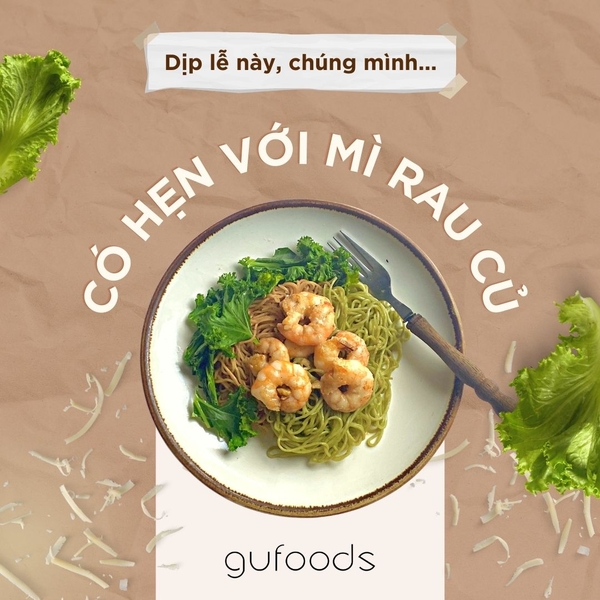 Dịp lễ này, chúng mình...
CÓ HẸN VỚI MÌ RAU CỦ
gufoods